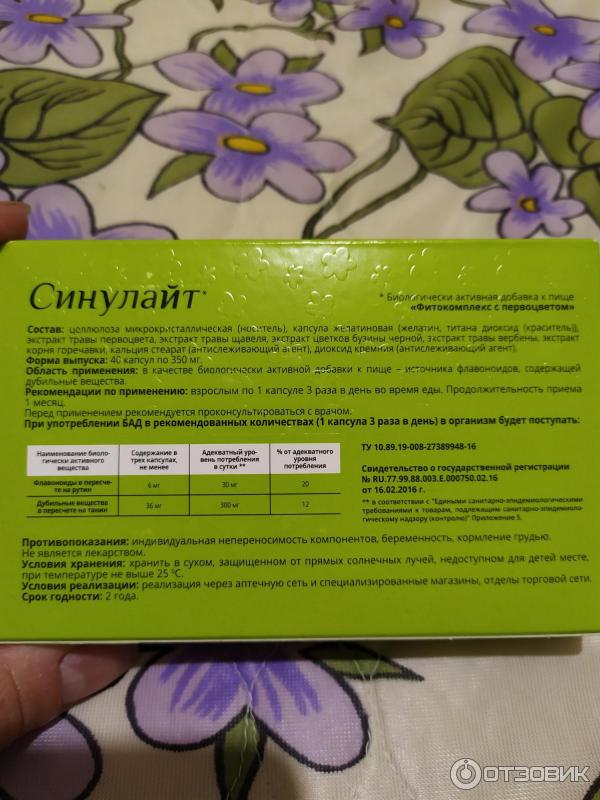 Синулайт*
* Биологически активная добавка к пище
«Фитокомплекс с первоцветом»
Состав: целлюлоза микрокристаллическая (носитель), капсула желатиновая (желатин, титана диоксид (краситель)),
экстракт травы первоцвета, экстракт травы щавеля, экстракт цветков бузины черной, экстракт травы вербены, экстракт
корня горечавки, кальция стеарат (антислеживающий агент), диоксид кремния (антислеживающий агент).
Форма выпуска: 40 капсул по 350 мг.
Область применения: в качестве биологически активной добавки к пище – источника флавоноидов, содержащей
дубильные вещества.
Рекомендации по применению: взрослым по 1 капсуле 3 раза в день во время еды. Продолжительность приема
1 месяц.
Перед применением рекомендуется проконсультироваться с врачом.
При употреблении БАД в рекомендованных количествах (1 капсула 3 раза в день) в организм будет поступать:
Наименование биоло-
гически активного
вещества
Содержание в
трех капсулах,
не менее
Адекватный уро-
вень потребления
в сутки **
% от адекватного
уровня
потребления
Флавоноиды в пересче-
те на рутин
6 мг
30 мг
20
Дубильные вещества
в пересчете на танин
36 мг
300 мг
12
ТУ 10.89.19-008-27389948-16
Свидетельство о государственной регистрации
№ RU.77.99.88.003.Е.000750.02.16
от 16.02.2016 г.
** в соответствии с "Едиными санитарно-эпидемиологическими
требованиями к товарам, подлежащим санитарно-эпидемиоло-
гическому надзору (контролю)" Приложение 5.
Противопоказания: индивидуальная непереносимость компонентов, беременность, кормление грудью.
Не является лекарством.
Условия хранения: хранить в сухом, защищенном от прямых солнечных лучей, недоступном для детей месте,
при температуре не выше 25 °С.
Условия реализации: реализация через аптечную сеть и специализированные магазины, отделы торговой сети.
Срок годности: 2 года.
ОТЗОВИК